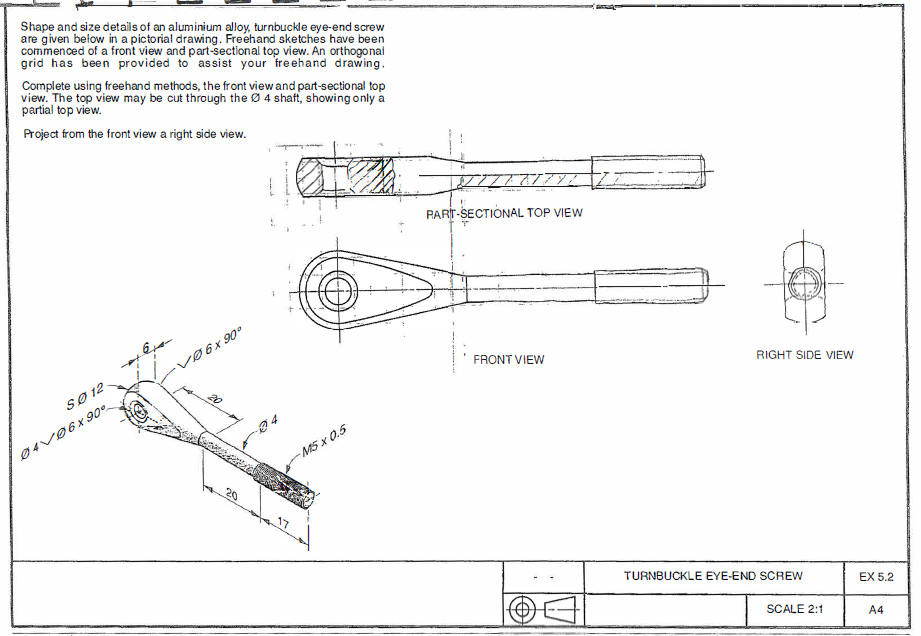 Shape and size details of an aluminium alloy, turnbuckle eye-end screw
are given below in a pictorial drawing. Freehand sketches have been
commenced of a front view and part-sectional top view. An orthogonal
grid has been provided to assist your freehand drawing.
Complete using freehand methods, the front view and part-sectional top
view. The top view may be cut through the Ø 4 shaft, showing only a
partial top view.
Project from the front view a right side view.
PART-SECTIONAL TOP VIEW
FRONT VIEW
RIGHT SIDE VIEW
6
Ø 6 x 90°
S Ø 12
Ø 4 Ø 6 x 90°
20
Ø 4
M5 x 0.5
20
17
- -
TURNBUCKLE EYE-END SCREW
EX 5.2
SCALE 2:1
A4